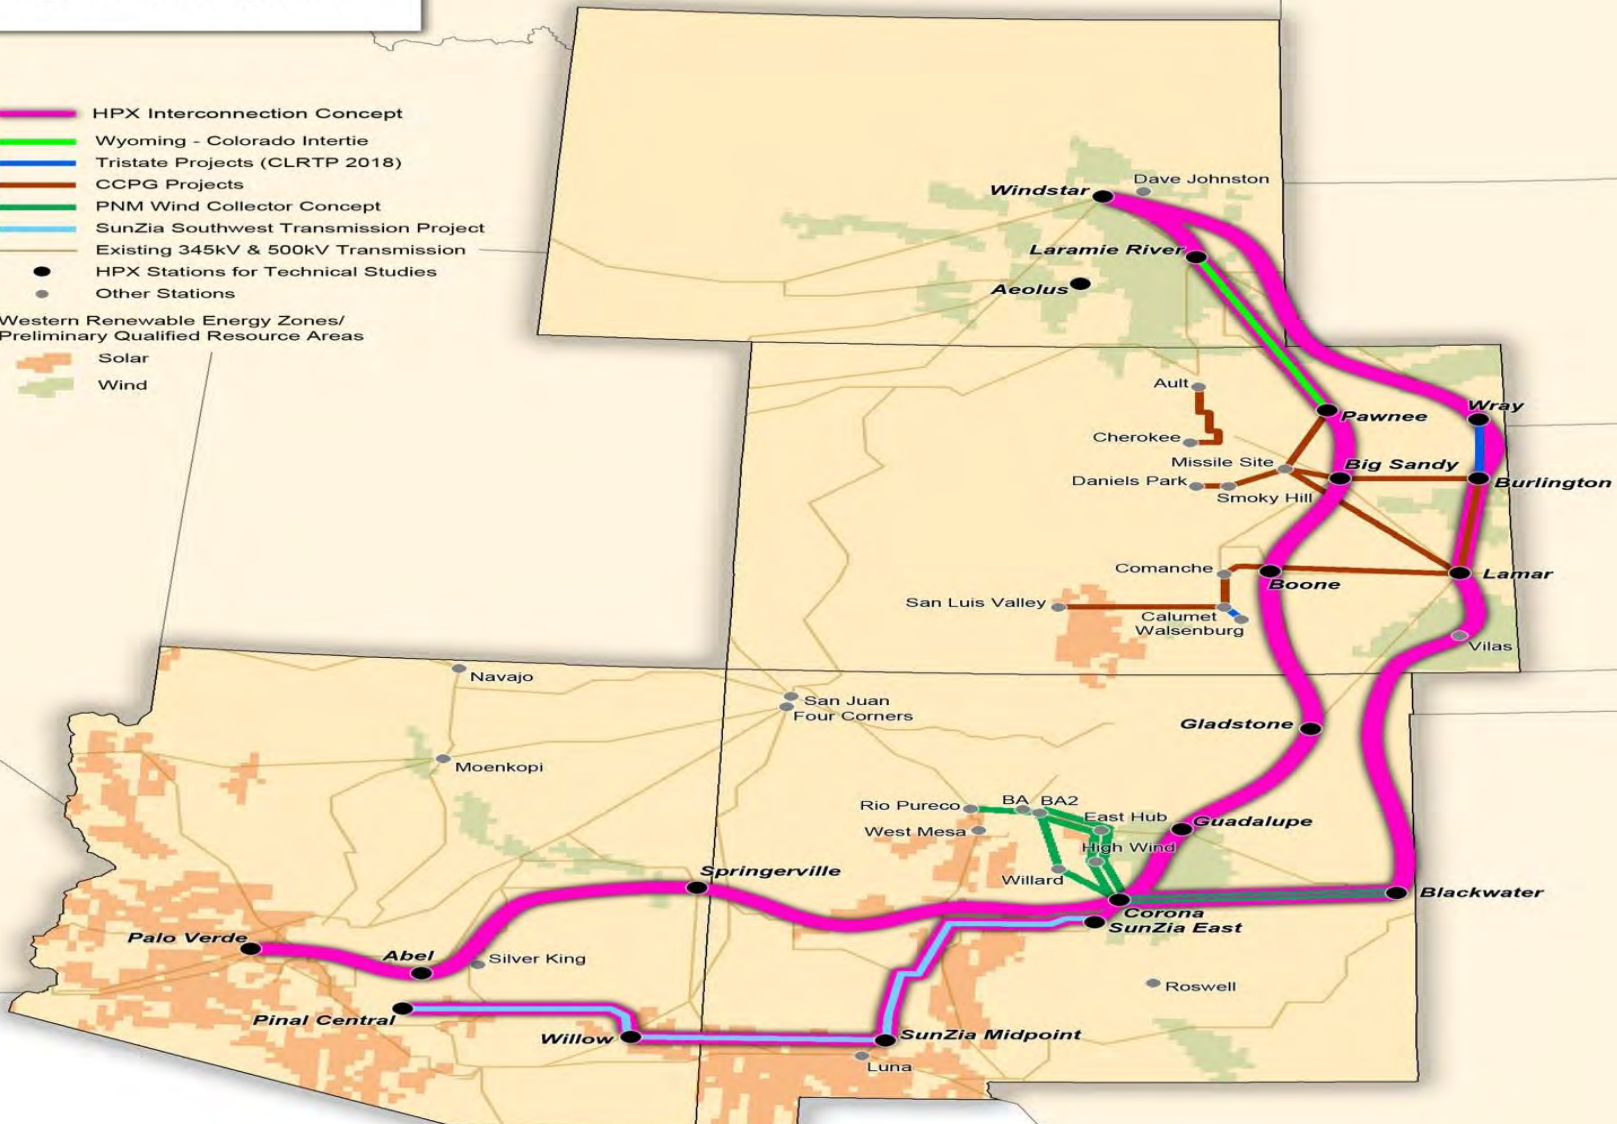 HPX Interconnection Concept
Wyoming - Colorado Intertie
Tristate Projects (CLRTP 2018)
CCPG Projects
PNM Wind Collector Concept
SunZia Southwest Transmission Project
Existing 345kV & 500kV Transmission
HPX Stations for Technical Studies
Other Stations
Western Renewable Energy Zones/
Preliminary Qualified Resource Areas
Solar
Wind
Dave Johnston
Windstar
Laramie River
Aeolus
Ault
Wray
Pawnee
Cherokee
Missile Site
Big Sandy
Daniels Park
Burlington
Smoky Hill
Comanche
Lamar
Boone
San Luis Valley
Calumet
Walsenburg
Vilas
Navajo
San Juan
Four Corners
Gladstone
Moenkopi
Rio Pureco
BA
BA2
East Hub
Guadalupe
West Mesa
High Wind
Springerville
Willard
Blackwater
Corona
SunZia East
Palo Verde
Abel
Silver King
Roswell
Pinal Central
Willow
SunZia Midpoint
Luna